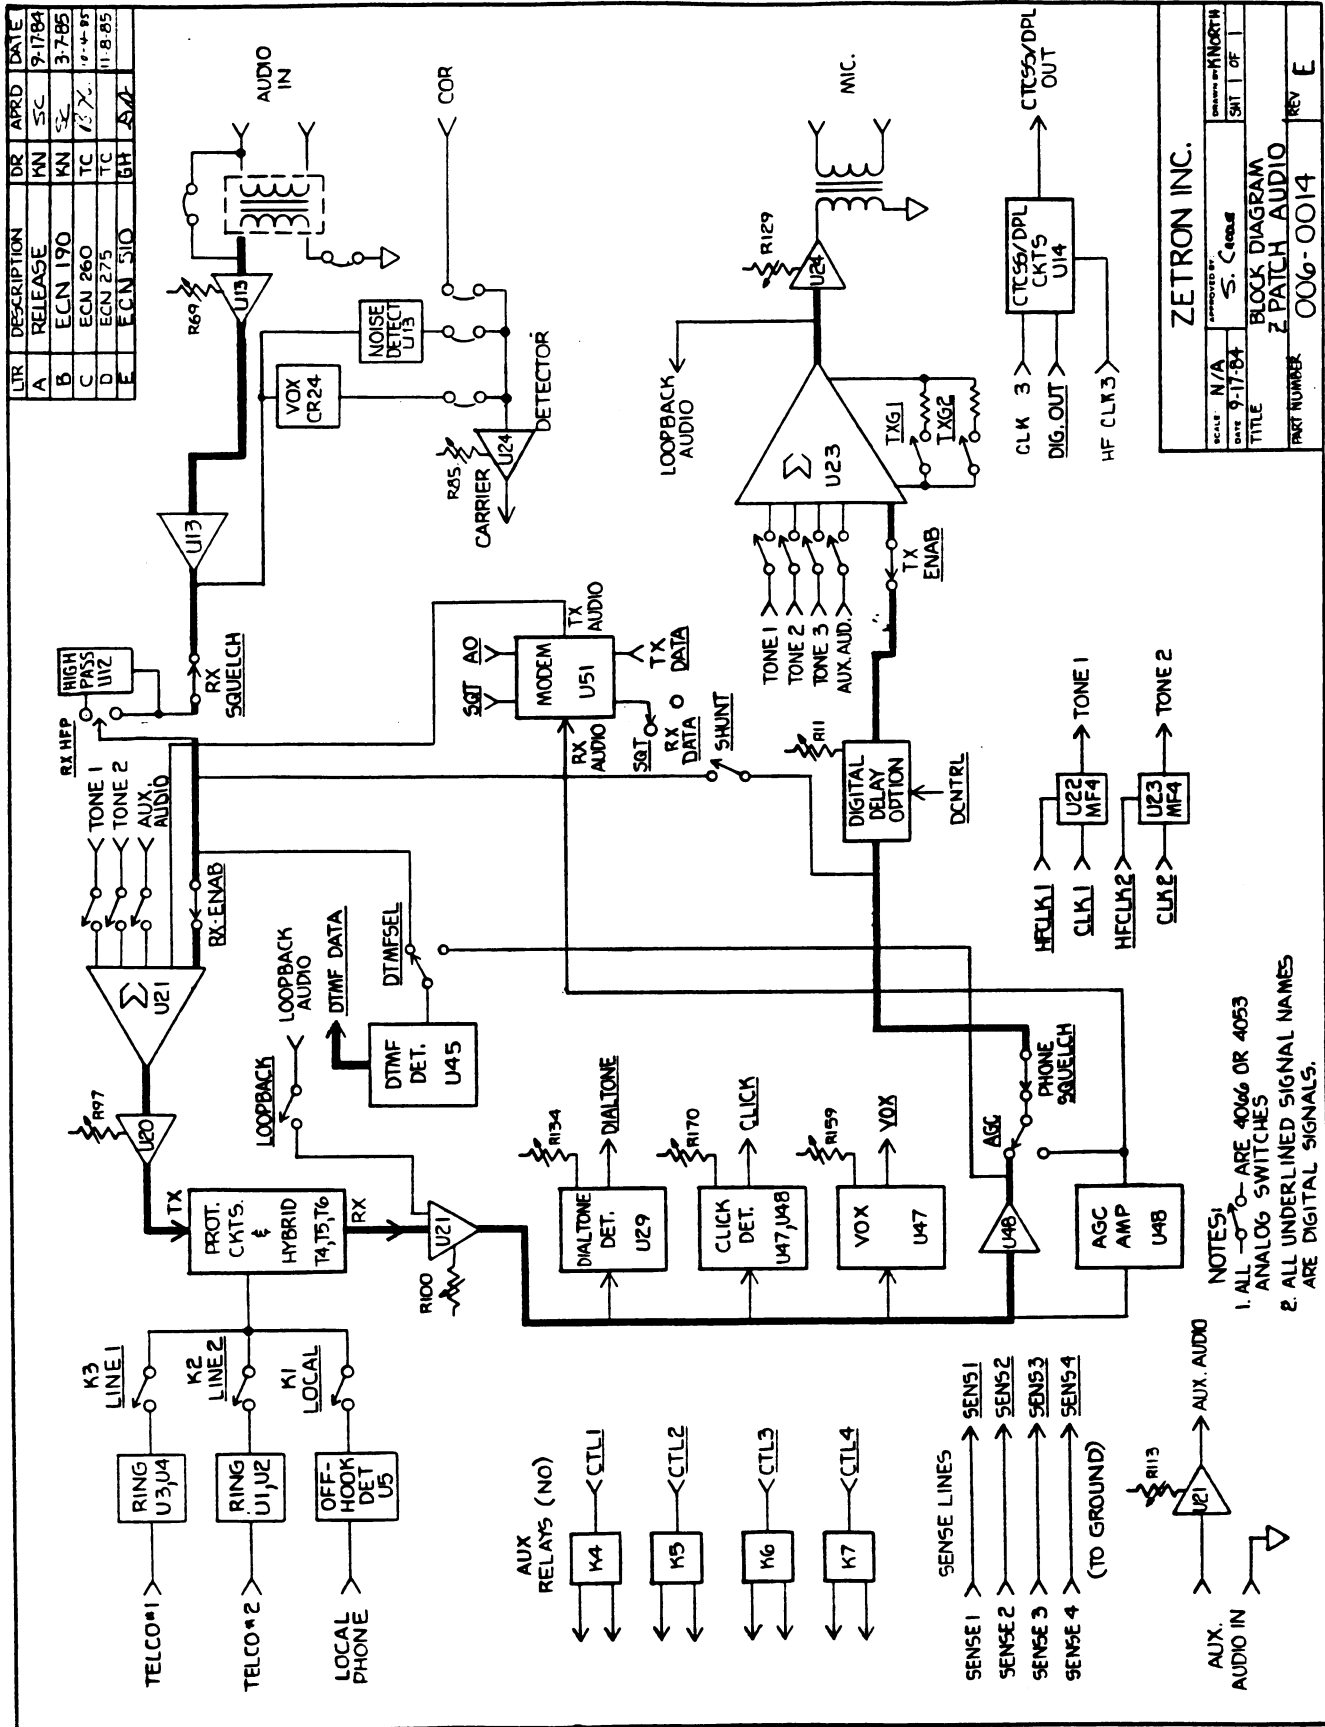 LTR DESCRIPTION DR APRD DATE
A RELEASE KN SC 9-17-84
B ECN 190 KN SC 3-7-85
C ECN 260 TC 10-4-85
D ECN 275 TC 11-8-85
E ECN 510 GH
TELCO#1
RING
U3,U4
K3
LINE1
TELCO#2
RING
U1,U2
K2
LINE2
LOCAL
PHONE
OFF-
HOOK
DET
U5
K1
LOCAL
PROT.
CKTS.
&
HYBRID
T4,T5,T6
TX
RX
R97
U20
Σ
U21
TONE 1
TONE 2
AUX.
AUDIO
RX-ENAB
RX HFP
HIGH
PASS
U12
RX
SQUELCH
U13
R69
U13
AUDIO
IN
VOX
CR24
NOISE
DETECT
U13
COR
R85
U24
CARRIER
DETECTOR
R100
U21
LOOPBACK
LOOPBACK
AUDIO
DTMF DATA
DTMF
DET.
U45
DTMFSEL
MODEM
U51
SQT
AO
TX
AUDIO
RX
AUDIO
TX
DATA
SQT
RX
DATA
SHUNT
R134
DIALTONE
DET.
U29
DIALTONE
R170
CLICK
DET.
U47,U48
CLICK
R159
VOX
U47
VOX
U48
AGC
AGC
AMP
U48
PHONE
SQUELCH
R11
DIGITAL
DELAY
OPTION
DCNTRL
TONE 1
TONE 2
TONE 3
AUX.AUD.
TX
ENAB
Σ
U23
TXG1
TXG2
LOOPBACK
AUDIO
R129
U24
MIC.
CLK 3
DIG.OUT
HF CLK3
CTCSS/DPL
CKTS
U14
CTCSS/DPL
OUT
AUX
RELAYS (NO)
K4
CTL1
K5
CTL2
K6
CTL3
K7
CTL4
SENSE LINES
SENSE1 SENS1
SENSE 2 SENS2
SENSE 3 SENS3
SENSE 4 SENS4
(TO GROUND)
AUX.
AUDIO IN
R113
U21
AUX. AUDIO
HFCLK1
CLK1
U22
MF4
TONE 1
HFCLK2
CLK2
U23
MF4
TONE 2
NOTES:
1. ALL ARE 4066 OR 4053
ANALOG SWITCHES
2. ALL UNDERLINED SIGNAL NAMES
ARE DIGITAL SIGNALS.
ZETRON INC.
SCALE: N/A
APPROVED BY:
DRAWN BY KNORTH
DATE 9-17-84
SHT 1 OF 1
TITLE
BLOCK DIAGRAM
2 PATCH AUDIO
PART NUMBER
006-0014
REV E